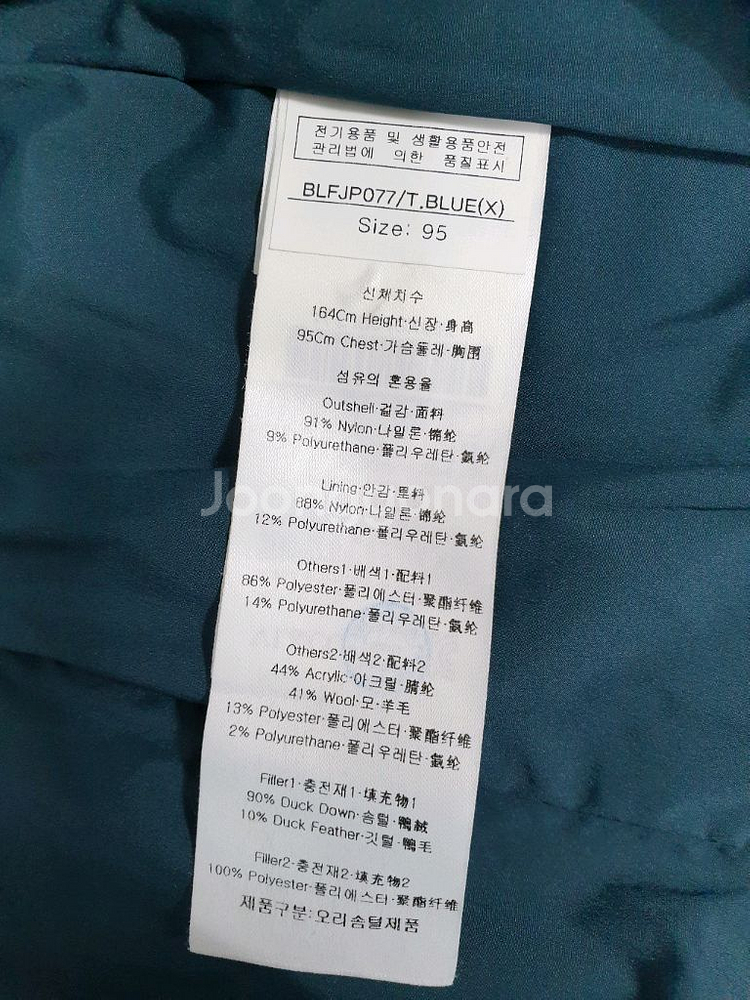 전기용품 및 생활용품안전
관리법에 의한 품질표시
BLFJP077/T.BLUE(X)
Size: 95
신체치수
164Cm Height·신장·身高
95Cm Chest·가슴둘레·胸围
섬유의 혼용율
Outshell·겉감·面料
91% Nylon·나일론·锦纶
9% Polyurethane·폴리우레탄·氨纶
Lining·안감·里料
88% Nylon·나일론·锦纶
12% Polyurethane·폴리우레탄·氨纶
Joonggonara
Others1·배색1·配料1
86% Polyester·폴리에스터·聚酯纤维
14% Polyurethane·폴리우레탄·氨纶
Others2·배색2·配料2
44% Acrylic·아크릴·腈纶
41% Wool·모·羊毛
13% Polyester·폴리에스터·聚酯纤维
2% Polyurethane·폴리우레탄·氨纶
Filler1·충전재1·填充物1
90% Duck Down·솜털·鸭绒
10% Duck Feather·깃털·鸭毛
Filler2·충전재2·填充物2
100% Polyester·폴리에스터·聚酯纤维
제품구분:오리솜털제품